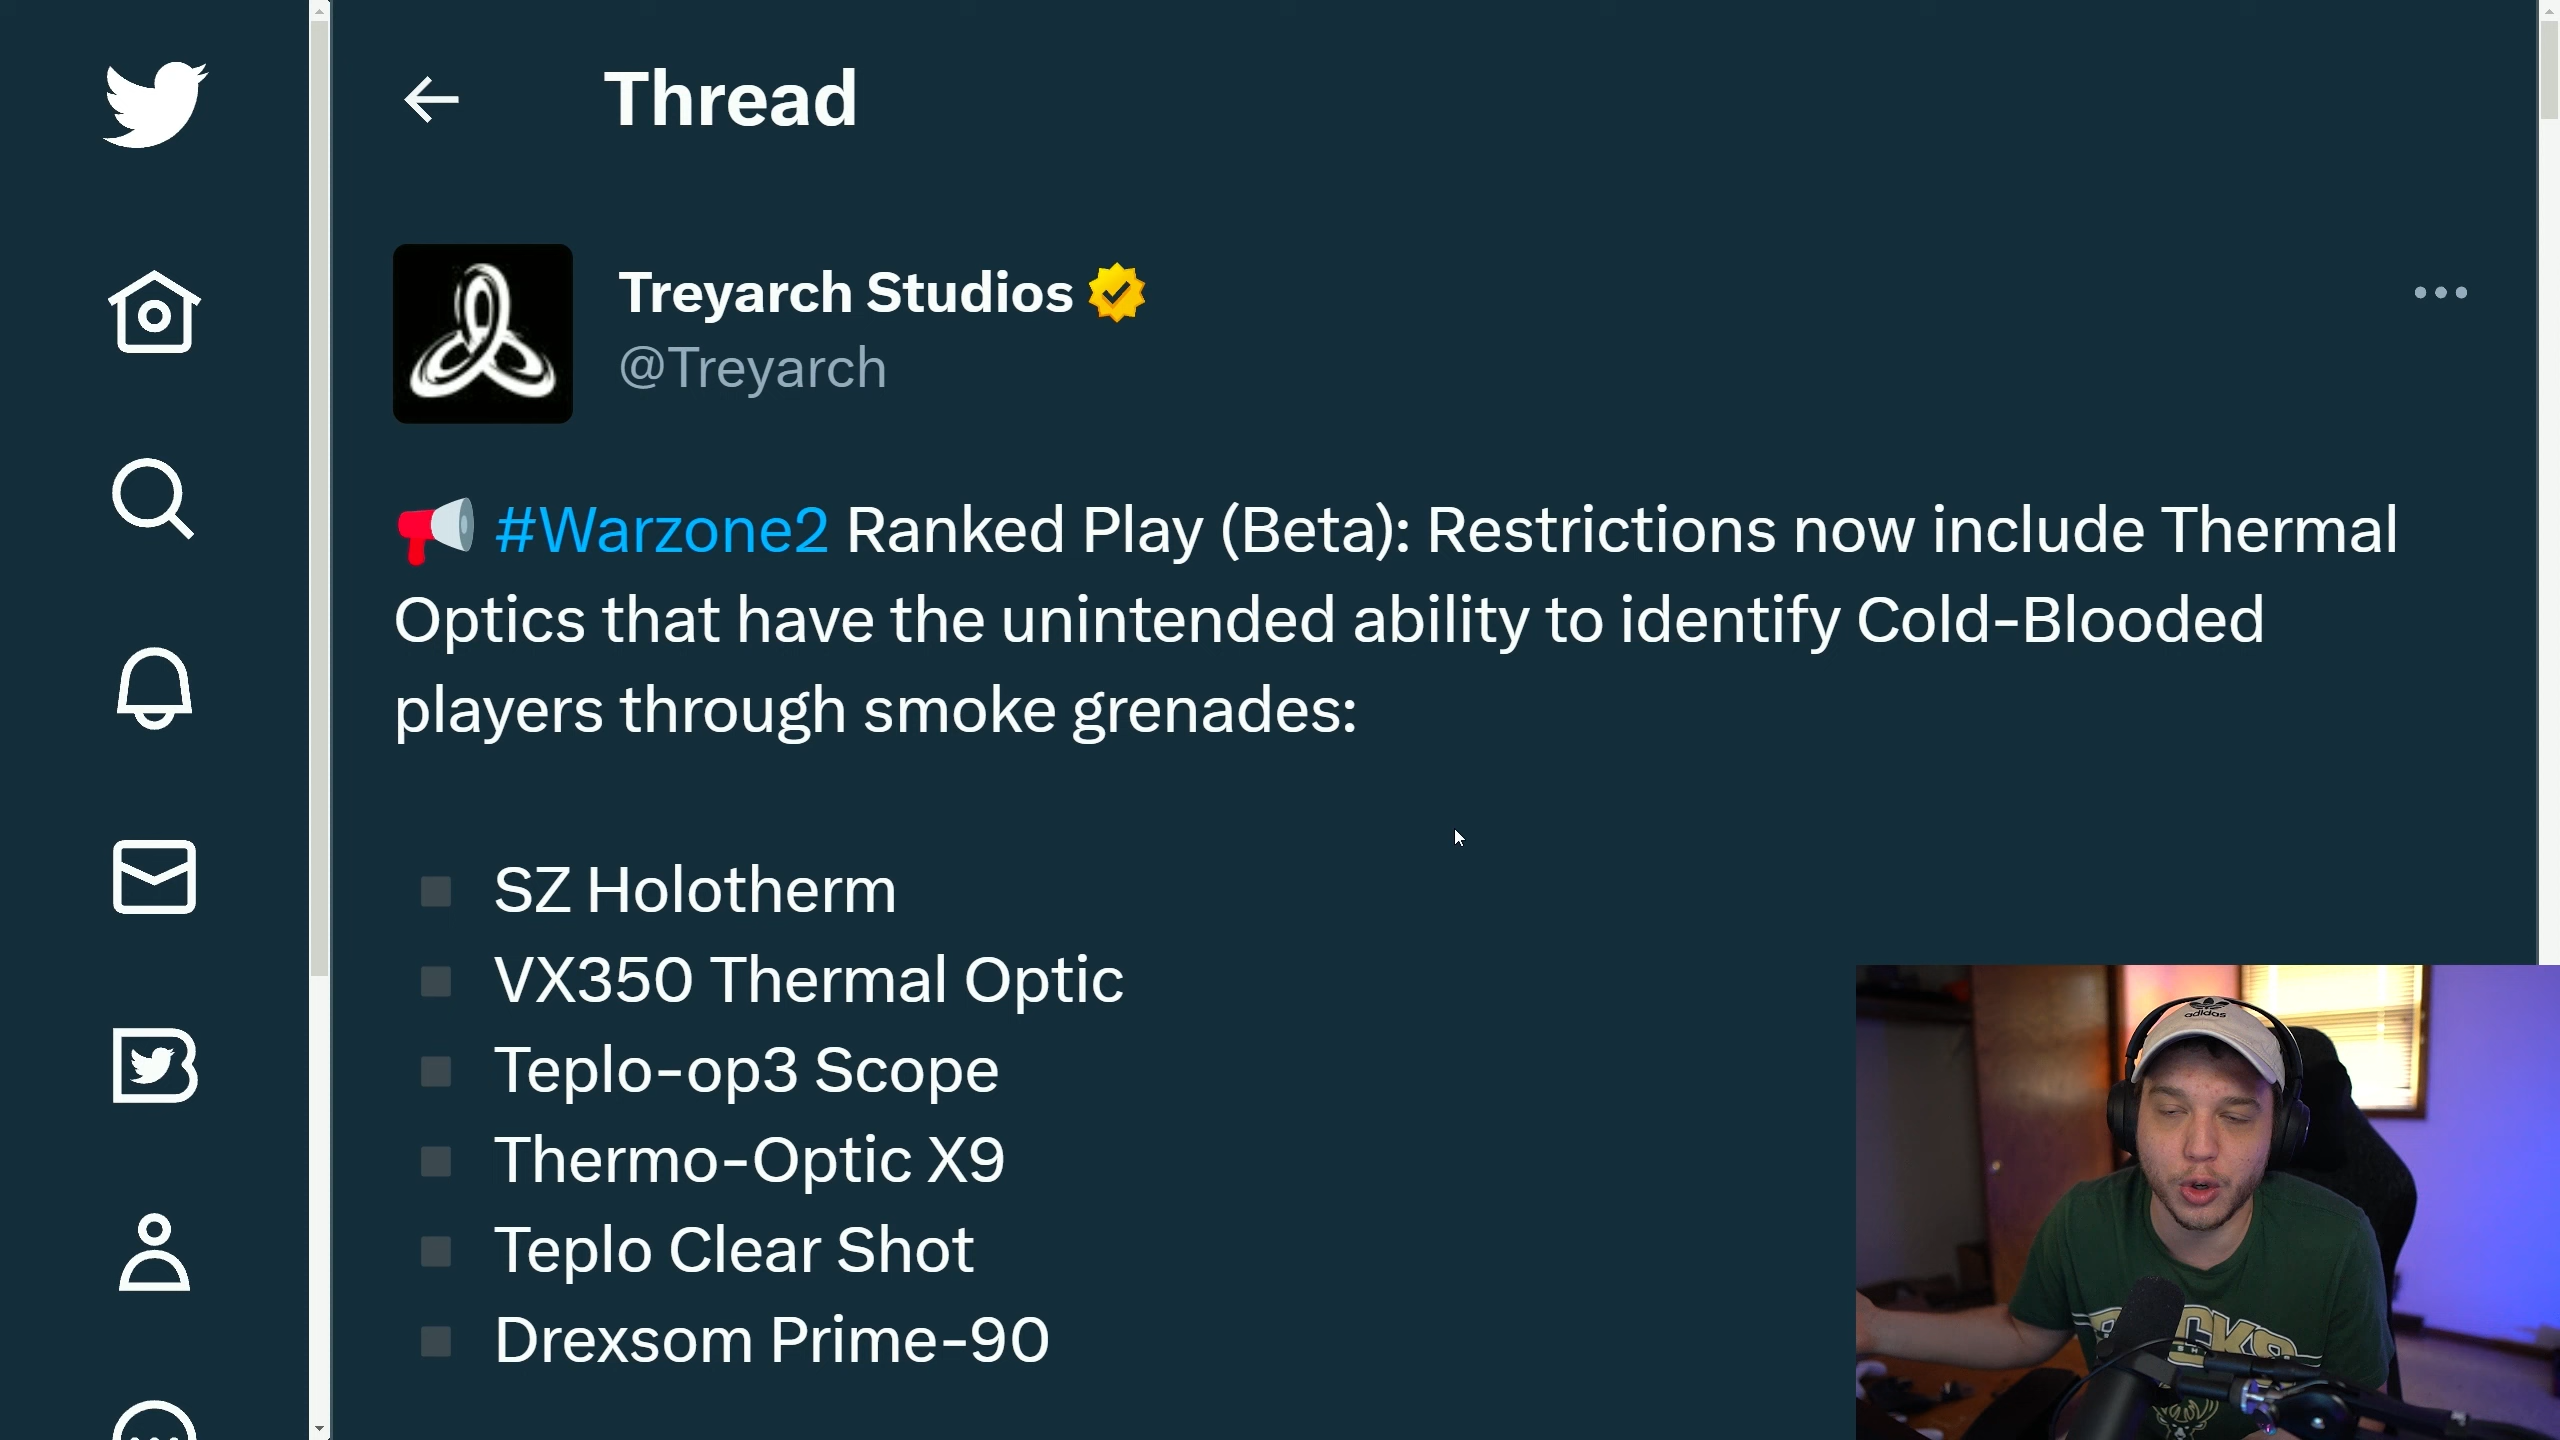 Thread
Treyarch Studios
@Treyarch
#Warzone2 Ranked Play (Beta): Restrictions now include Thermal
Optics that have the unintended ability to identify Cold-Blooded
players through smoke grenades:
SZ Holotherm
VX350 Thermal Optic
Teplo-op3 Scope
Thermo-Optic X9
Teplo Clear Shot
Drexsom Prime-90
adidas